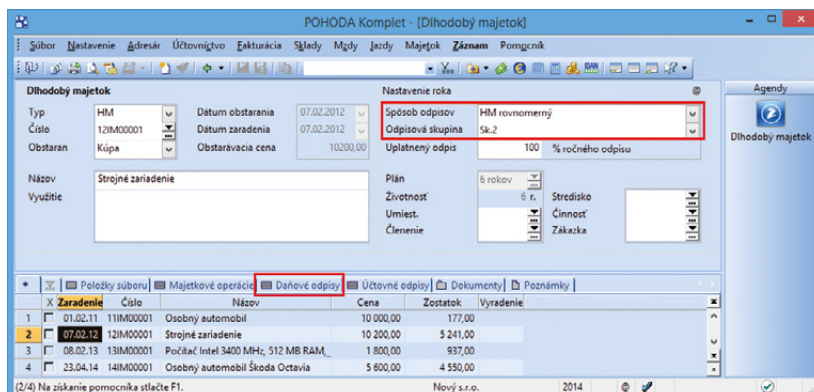 POHODA Komplet - [Dlhodobý majetok]
Súbor Nastavenie Adresár Účtovníctvo Fakturácia Sklady Mzdy Jazdy Majetok Záznam Pomocník
Dlhodobý majetok
Nastavenie roka
Agendy
Typ HM Dátum obstarania 07.02.2012 Spôsob odpisov HM rovnomerný
Číslo 12IM00001 Dátum zaradenia 07.02.2012 Odpisová skupina Sk.2
Dlhodobý majetok
Obstaran Kúpa Obstarávacia cena 10200,00 Uplatnený odpis 100 % ročného odpisu
Názov Strojné zariadenie Plán 6 rokov
Využitie Životnosť 6 r. Stredisko
Umiest. Činnosť
Členenie Zákazka
Položky súboru Majetkové operácie Daňové odpisy Účtovné odpisy Dokumenty Poznámky
X Zaradenie Číslo Názov Cena Zostatok Vyradenie
1 01.02.11 11IM00001 Osobný automobil 10 000,00 177,00
2 07.02.12 12IM00001 Strojné zariadenie 10 200,00 5 241,00
3 08.02.13 13IM00001 Počítač Intel 3400 MHz, 512 MB RAM,_ 1 800,00 937,00
4 23.04.14 14IM00001 Osobný automobil Škoda Octavia 5 600,00 4 550,00
(2/4) Na získanie pomocníka stlačte F1. Nový s.r.o. 2014